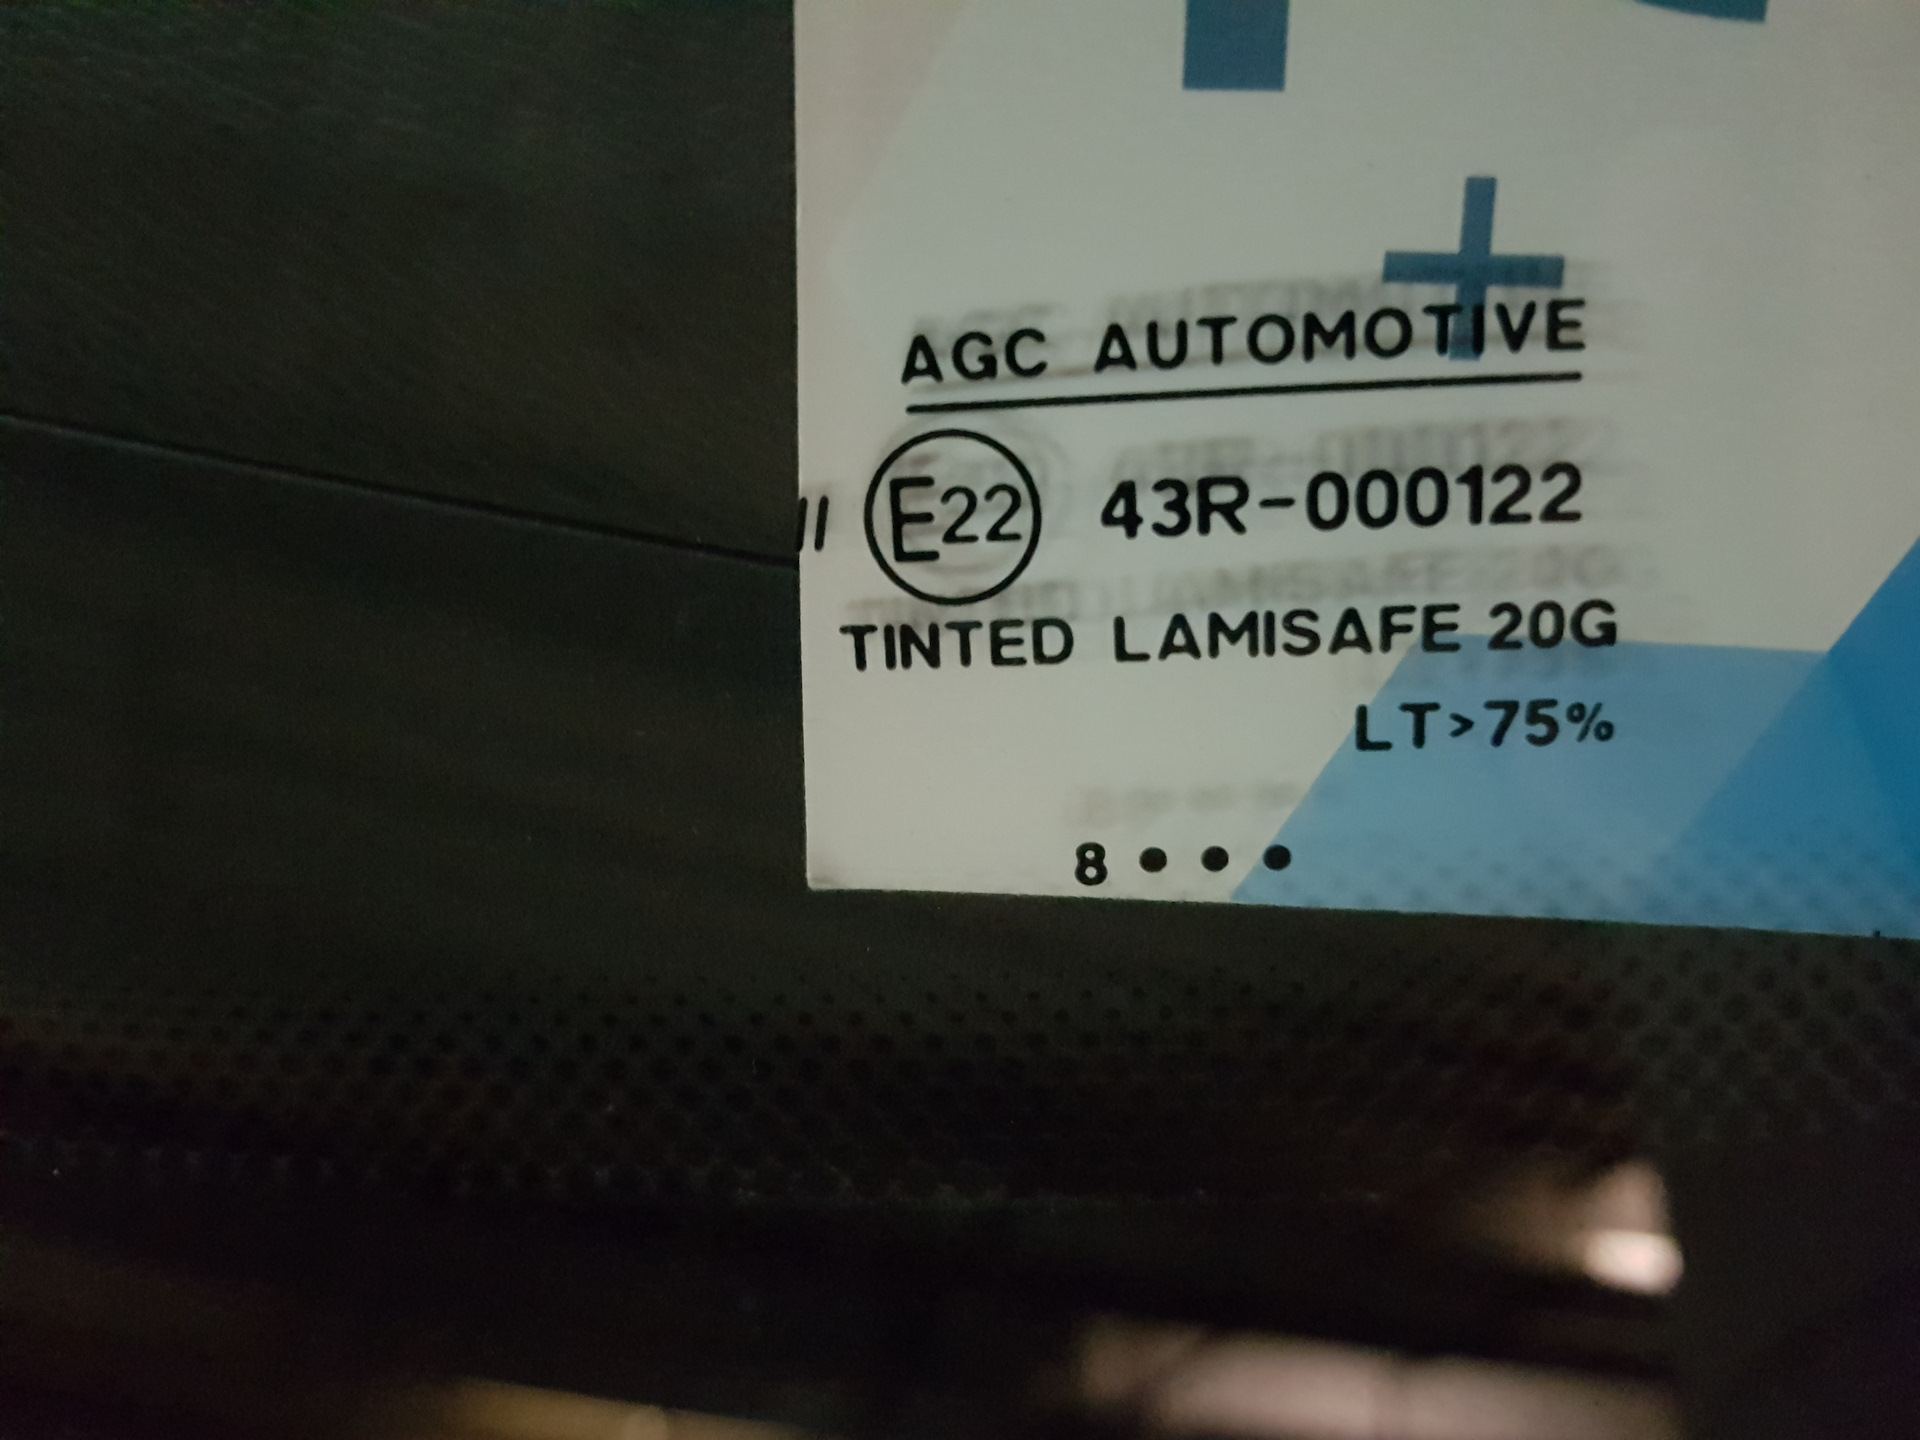 AGC AUTOMOTIVE
II E22 43R-000122
TINTED LAMISAFE 20G
LT>75%
8 • • •